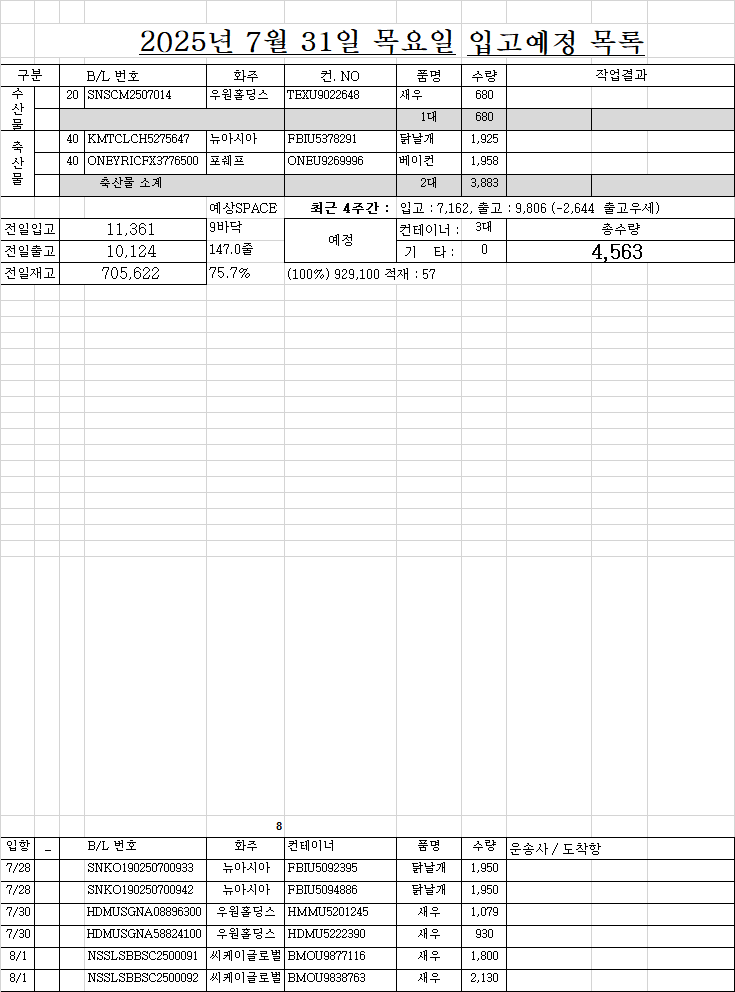 2025년 7월 31일 목요일 입고예정 목록
구분 B/L 번호 화주 컨. NO 품명 수량 작업결과
수산물
20 SNSCM2507014 우원홀딩스 TEXU9022648 새우 680
1대 680
축산물
40 KMTCLCH5275647 뉴아시아 FBIU5378291 닭날개 1,925
40 ONEYRICFX3776500 포쉐프 ONEU9269996 베이컨 1,958
축산물 소계 2대 3,883
예상SPACE 최근 4주간 : 입고 : 7,162, 출고 : 9,806 (-2,644 출고우세)
전일입고 11,361 9바닥 예정 컨테이너 : 3대 총수량
전일출고 10,124 147.0줄 기 타 : 0 4,563
전일재고 705,622 75.7% (100%) 929,100 적재 : 57
8
입항 _ B/L 번호 화주 컨테이너 품명 수량 운송사 / 도착항
7/28 SNKO190250700933 뉴아시아 FBIU5092395 닭날개 1,950
7/28 SNKO190250700942 뉴아시아 FBIU5094886 닭날개 1,950
7/30 HDMUSGNA08896300 우원홀딩스 HMMU5201245 새우 1,079
7/30 HDMUSGNA58824100 우원홀딩스 HDMU5222390 새우 930
8/1 NSSLSBBSC2500091 씨케이글로벌 BMOU9877116 새우 1,800
8/1 NSSLSBBSC2500092 씨케이글로벌 BMOU9838763 새우 2,130